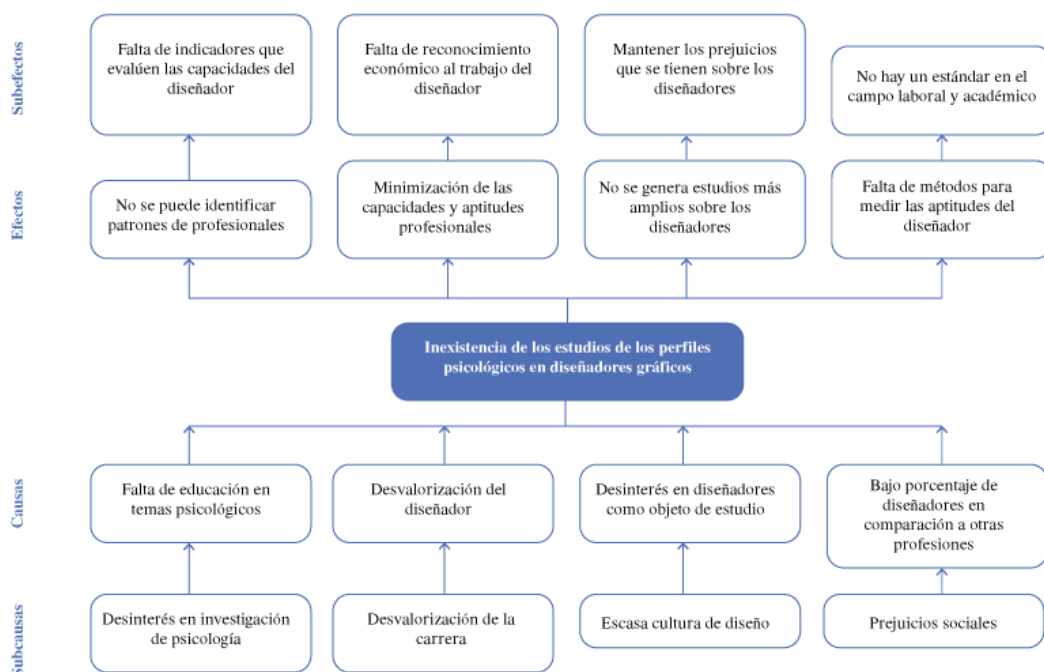 Subefectos
Falta de indicadores que
evalúen las capacidades del
diseñador
Falta de reconocimiento
económico al trabajo del
diseñador
Mantener los prejuicios
que se tienen sobre los
diseñadores
No hay un estándar en el
campo laboral y académico
Efectos
No se puede identificar
patrones de profesionales
Minimización de las
capacidades y aptitudes
profesionales
No se genera estudios más
amplios sobre los
diseñadores
Falta de métodos para
medir las aptitudes del
diseñador
Inexistencia de los estudios de los perfiles
psicológicos en diseñadores gráficos
Causas
Falta de educación en
temas psicológicos
Desvalorización del
diseñador
Desinterés en diseñadores
como objeto de estudio
Bajo porcentaje de
diseñadores en
comparación a otras
profesiones
Subcausas
Desinterés en investigación
de psicología
Desvalorización de la
carrera
Escasa cultura de diseño
Prejuicios sociales